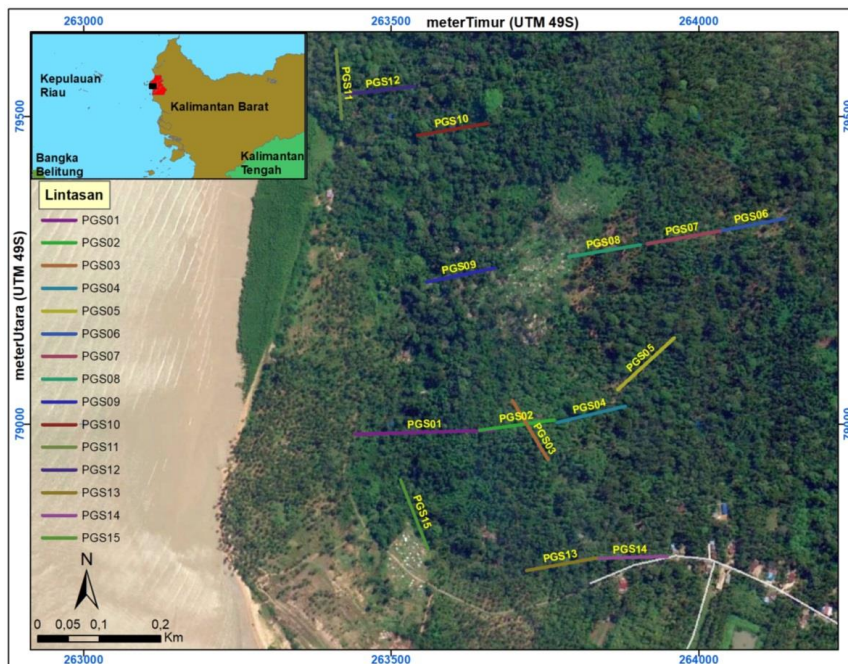 263000
263500
264000
meterTimur (UTM 49S)
Kepulauan
Riau
Kalimantan Barat
Bangka
Belitung
Kalimantan
Tengah
79500
79500
meterUtara (UTM 49S)
79000
79000
Lintasan
PGS01
PGS02
PGS03
PGS04
PGS05
PGS06
PGS07
PGS08
PGS09
PGS10
PGS11
PGS12
PGS13
PGS14
PGS15
PGS11
PGS12
PGS10
PGS06
PGS07
PGS08
PGS09
PGS05
PGS04
PGS02
PGS01
PGS03
PGS15
PGS13
PGS14
N
0 0,05 0,1 0,2
Km
263000
263500
264000